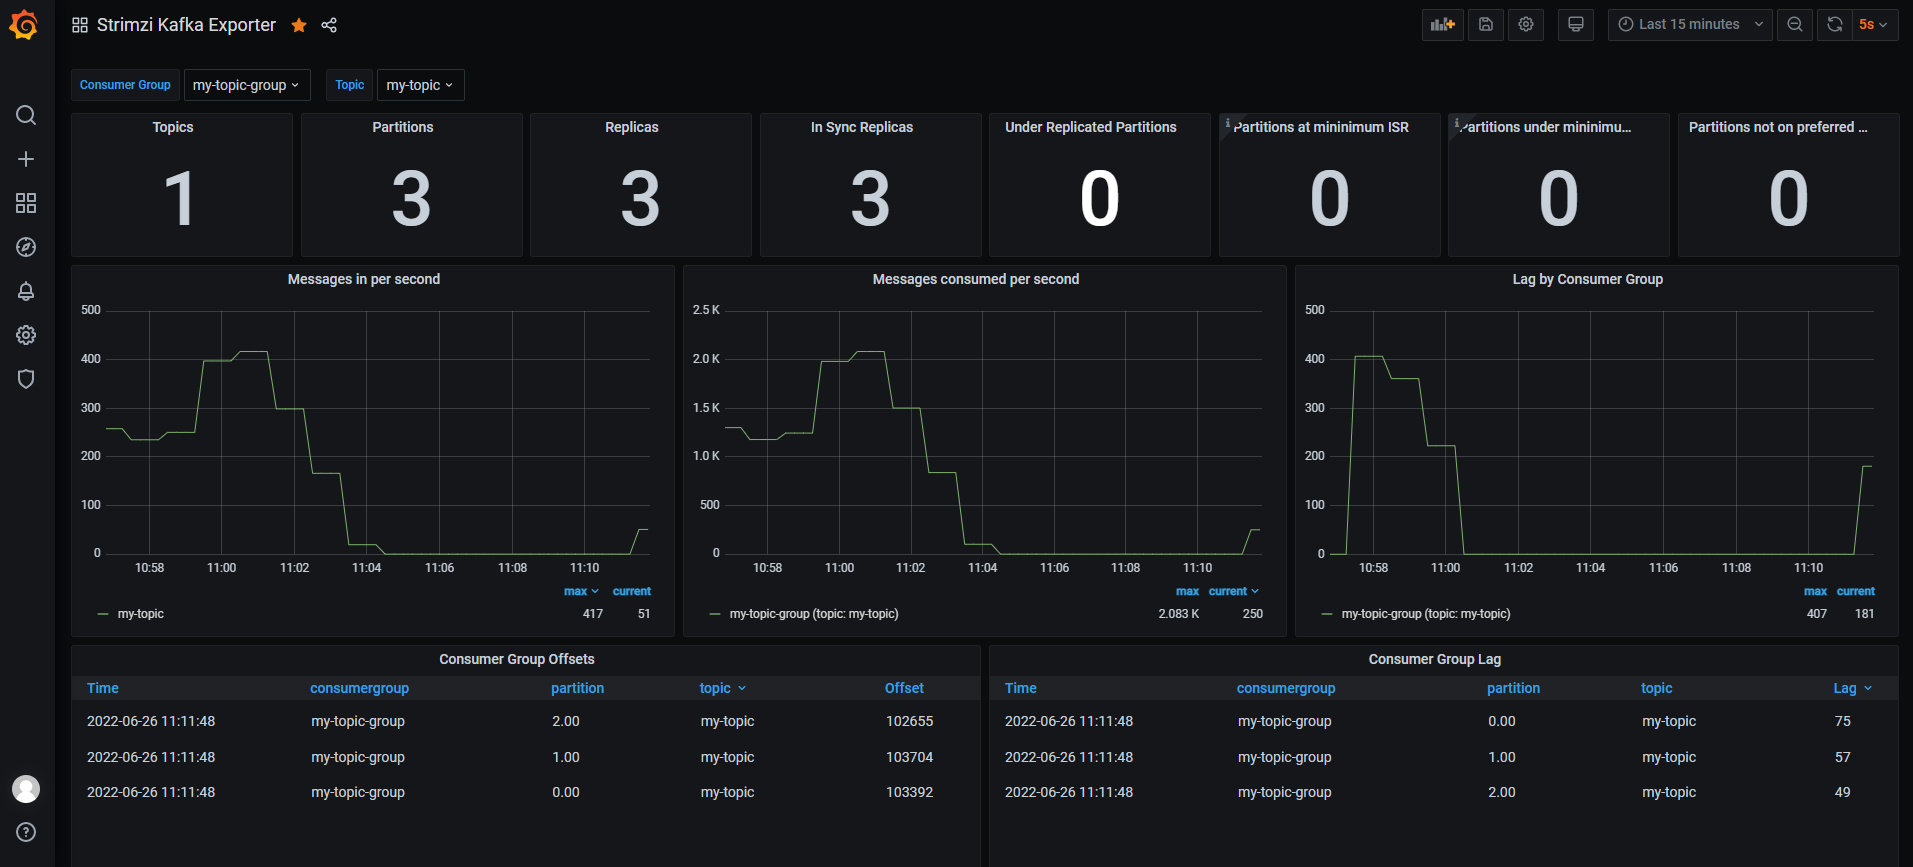 Strimzi Kafka Exporter
Last 15 minutes
5s
Consumer Group my-topic-group Topic my-topic
Topics
1
Partitions
3
Replicas
3
In Sync Replicas
3
Under Replicated Partitions
0
Partitions at mininimum ISR
0
Partitions under mininimu...
0
Partitions not on preferred ...
0
Messages in per second
500
400
300
200
100
0
10:58 11:00 11:02 11:04 11:06 11:08 11:10
max current
my-topic 417 51
Messages consumed per second
2.5 K
2.0 K
1.5 K
1.0 K
500
0
10:58 11:00 11:02 11:04 11:06 11:08 11:10
max current
my-topic-group (topic: my-topic) 2.083 K 250
Lag by Consumer Group
500
400
300
200
100
0
10:58 11:00 11:02 11:04 11:06 11:08 11:10
max current
my-topic-group (topic: my-topic) 407 181
Consumer Group Offsets
Time consumergroup partition topic Offset
2022-06-26 11:11:48 my-topic-group 2.00 my-topic 102655
2022-06-26 11:11:48 my-topic-group 1.00 my-topic 103704
2022-06-26 11:11:48 my-topic-group 0.00 my-topic 103392
Consumer Group Lag
Time consumergroup partition topic Lag
2022-06-26 11:11:48 my-topic-group 0.00 my-topic 75
2022-06-26 11:11:48 my-topic-group 1.00 my-topic 57
2022-06-26 11:11:48 my-topic-group 2.00 my-topic 49